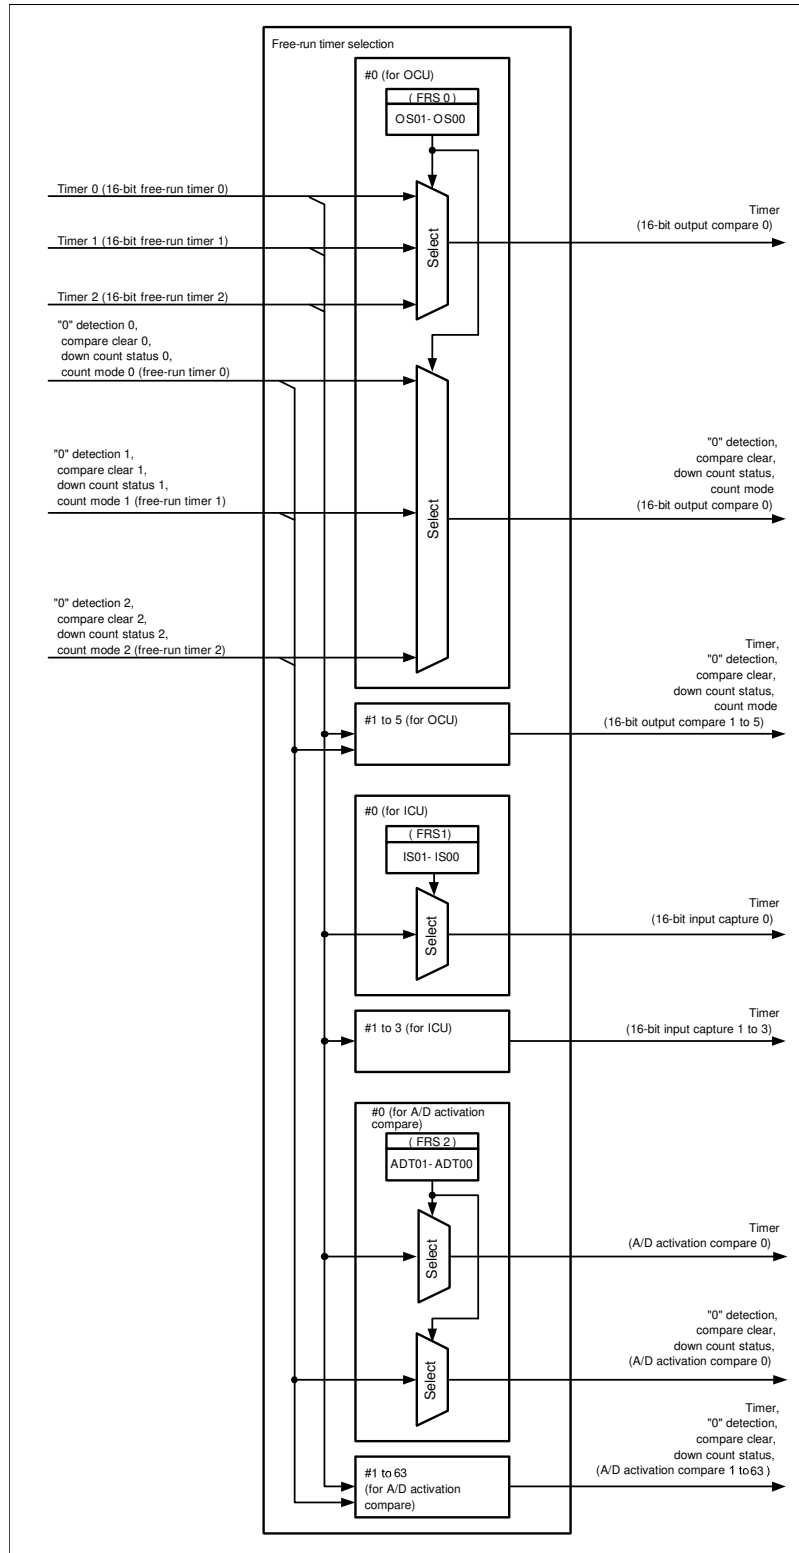 Free-run timer selection
#0 (for OCU)
( FRS 0 )
OS01- OS00
Timer 0 (16-bit free-run timer 0)
Timer 1 (16-bit free-run timer 1)
Timer 2 (16-bit free-run timer 2)
Select
Timer
(16-bit output compare 0)
"0" detection 0,
compare clear 0,
down count status 0,
count mode 0 (free-run timer 0)
"0" detection 1,
compare clear 1,
down count status 1,
count mode 1 (free-run timer 1)
"0" detection 2,
compare clear 2,
down count status 2,
count mode 2 (free-run timer 2)
Select
"0" detection,
compare clear,
down count status,
count mode
(16-bit output compare 0)
#1 to 5 (for OCU)
Timer,
"0" detection,
compare clear,
down count status,
count mode
(16-bit output compare 1 to 5)
#0 (for ICU)
( FRS1)
IS01- IS00
Select
Timer
(16-bit input capture 0)
#1 to 3 (for ICU)
Timer
(16-bit input capture 1 to 3)
#0 (for A/D activation
compare)
( FRS 2 )
ADT01- ADT00
Select
Timer
(A/D activation compare 0)
Select
"0" detection,
compare clear,
down count status,
(A/D activation compare 0)
#1 to 63
(for A/D activation
compare)
Timer,
"0" detection,
compare clear,
down count status,
(A/D activation compare 1 to 63 )